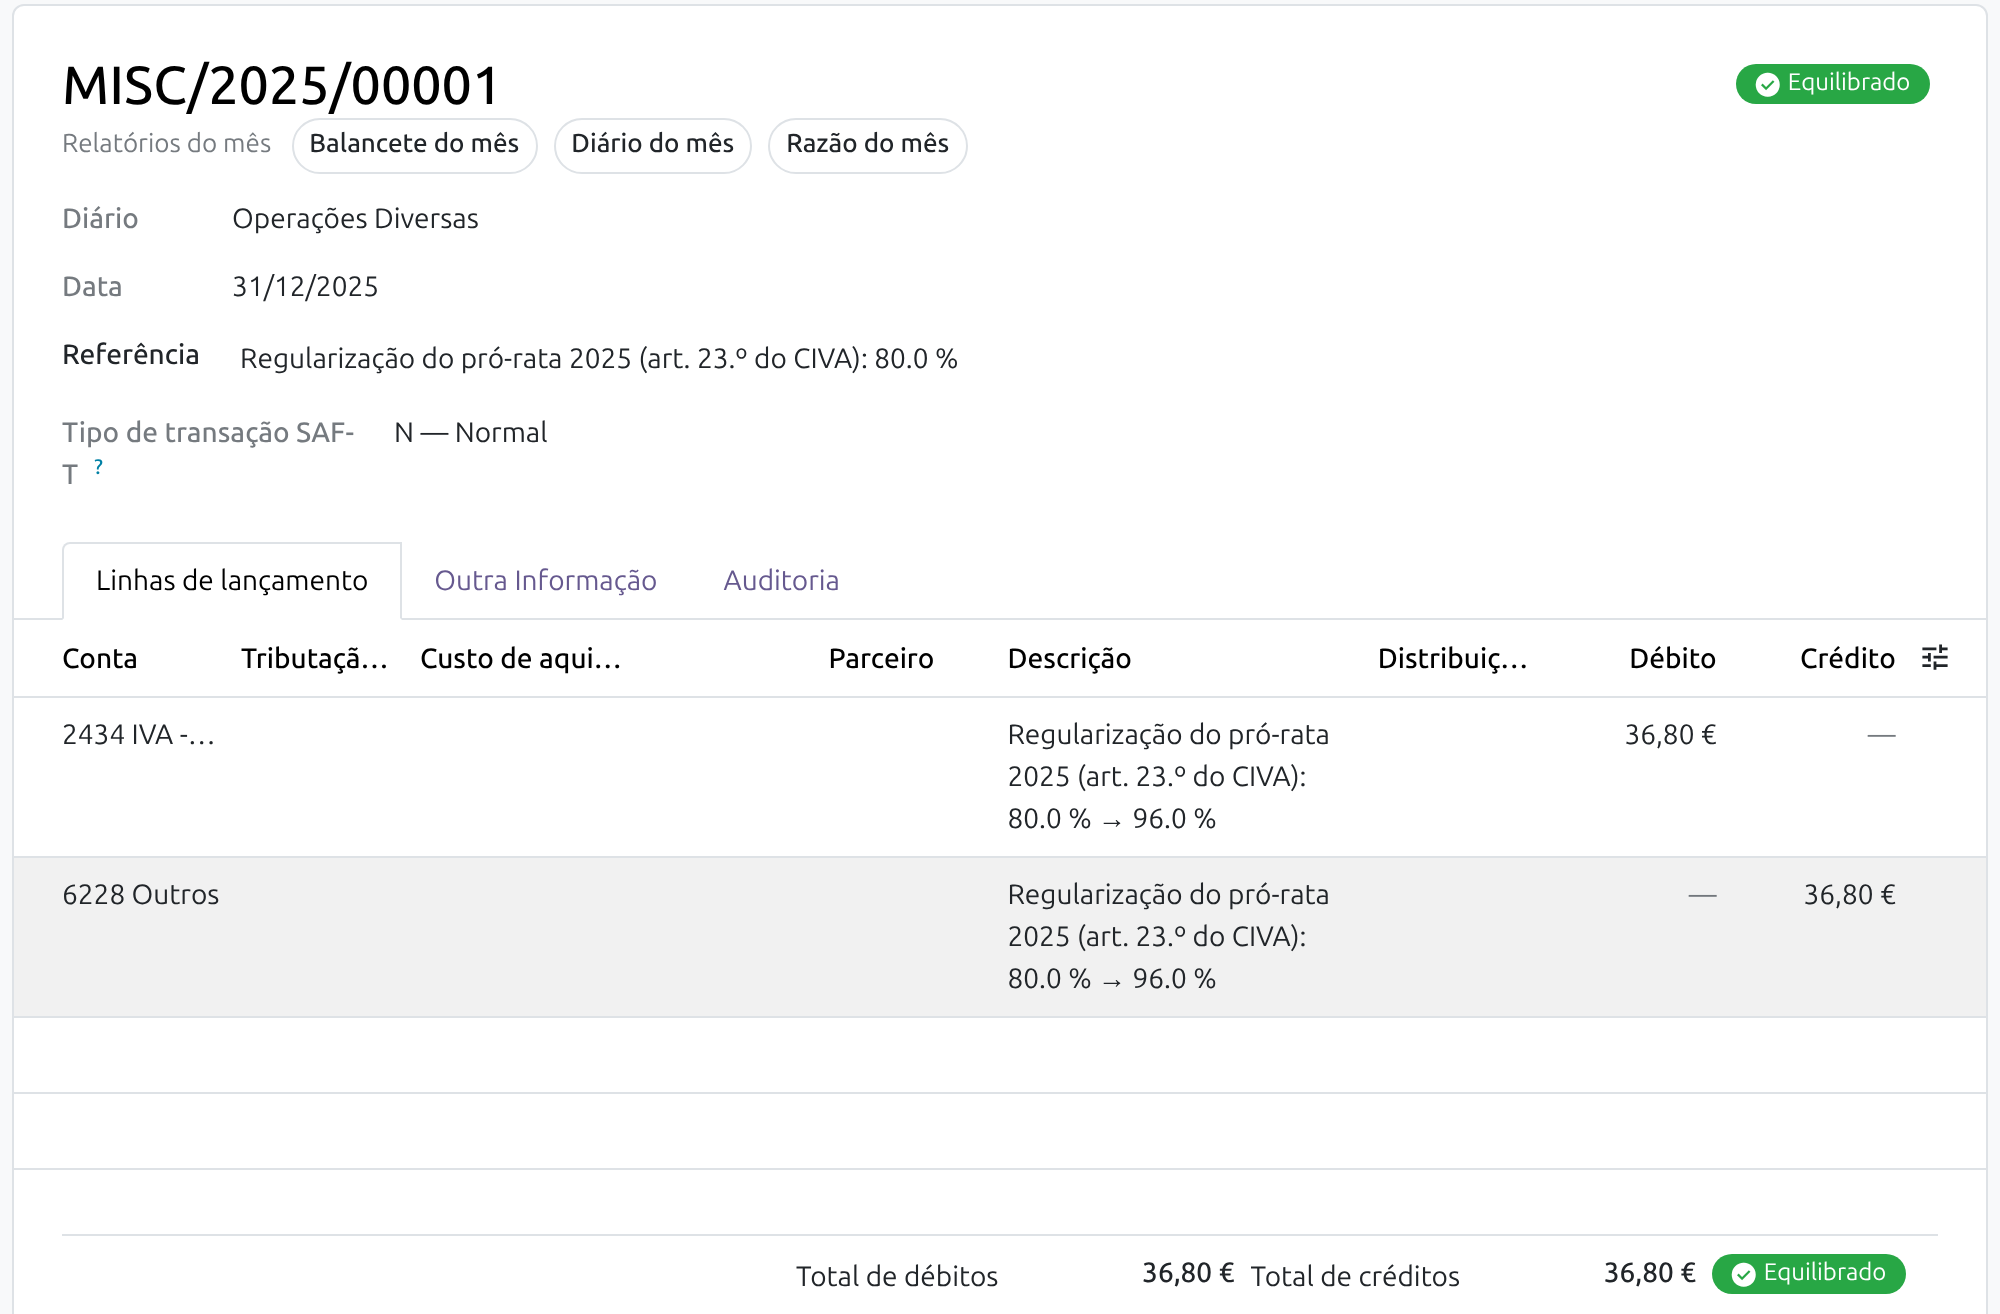 MISC/2025/00001
Equilibrado
Relatórios do mês Balancete do mês Diário do mês Razão do mês
Diário Operações Diversas
Data 31/12/2025
Referência Regularização do pró-rata 2025 (art. 23.º do CIVA): 80.0 %
Tipo de transação SAF-
T ? N — Normal
Linhas de lançamento Outra Informação Auditoria
Conta Tributaçã... Custo de aqui... Parceiro Descrição Distribuiç... Débito Crédito
2434 IVA -... Regularização do pró-rata 36,80 € —
2025 (art. 23.º do CIVA):
80.0 % → 96.0 %
6228 Outros Regularização do pró-rata — 36,80 €
2025 (art. 23.º do CIVA):
80.0 % → 96.0 %
Total de débitos 36,80 € Total de créditos 36,80 € Equilibrado